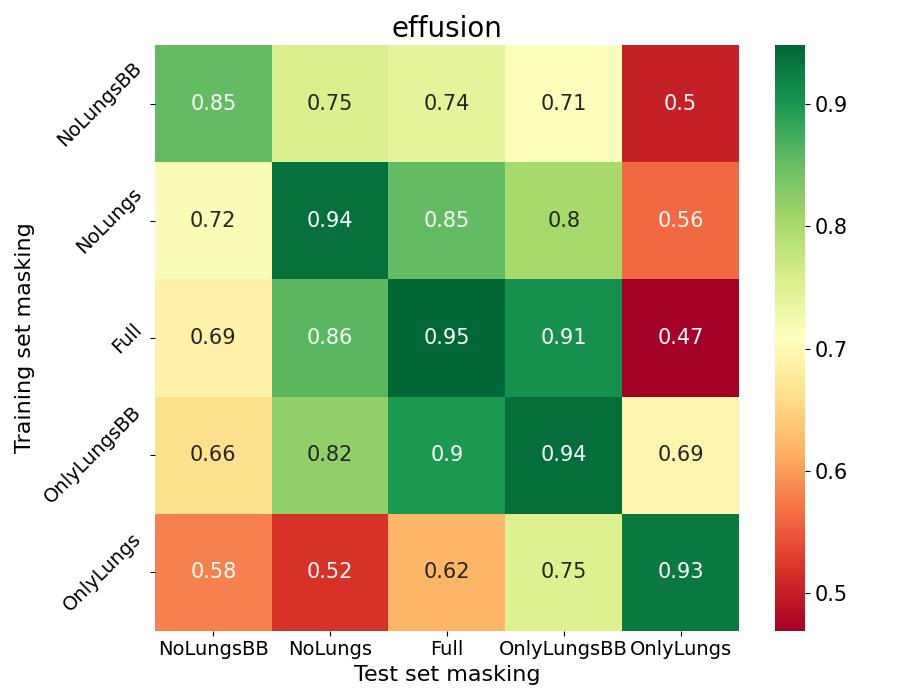 effusion
Training set masking
NoLungsBB 0.85 0.75 0.74 0.71 0.5
NoLungs 0.72 0.94 0.85 0.8 0.56
Full 0.69 0.86 0.95 0.91 0.47
OnlyLungsBB 0.66 0.82 0.9 0.94 0.69
OnlyLungs 0.58 0.52 0.62 0.75 0.93
NoLungsBB NoLungs Full OnlyLungsBB OnlyLungs
Test set masking
0.9
0.8
0.7
0.6
0.5